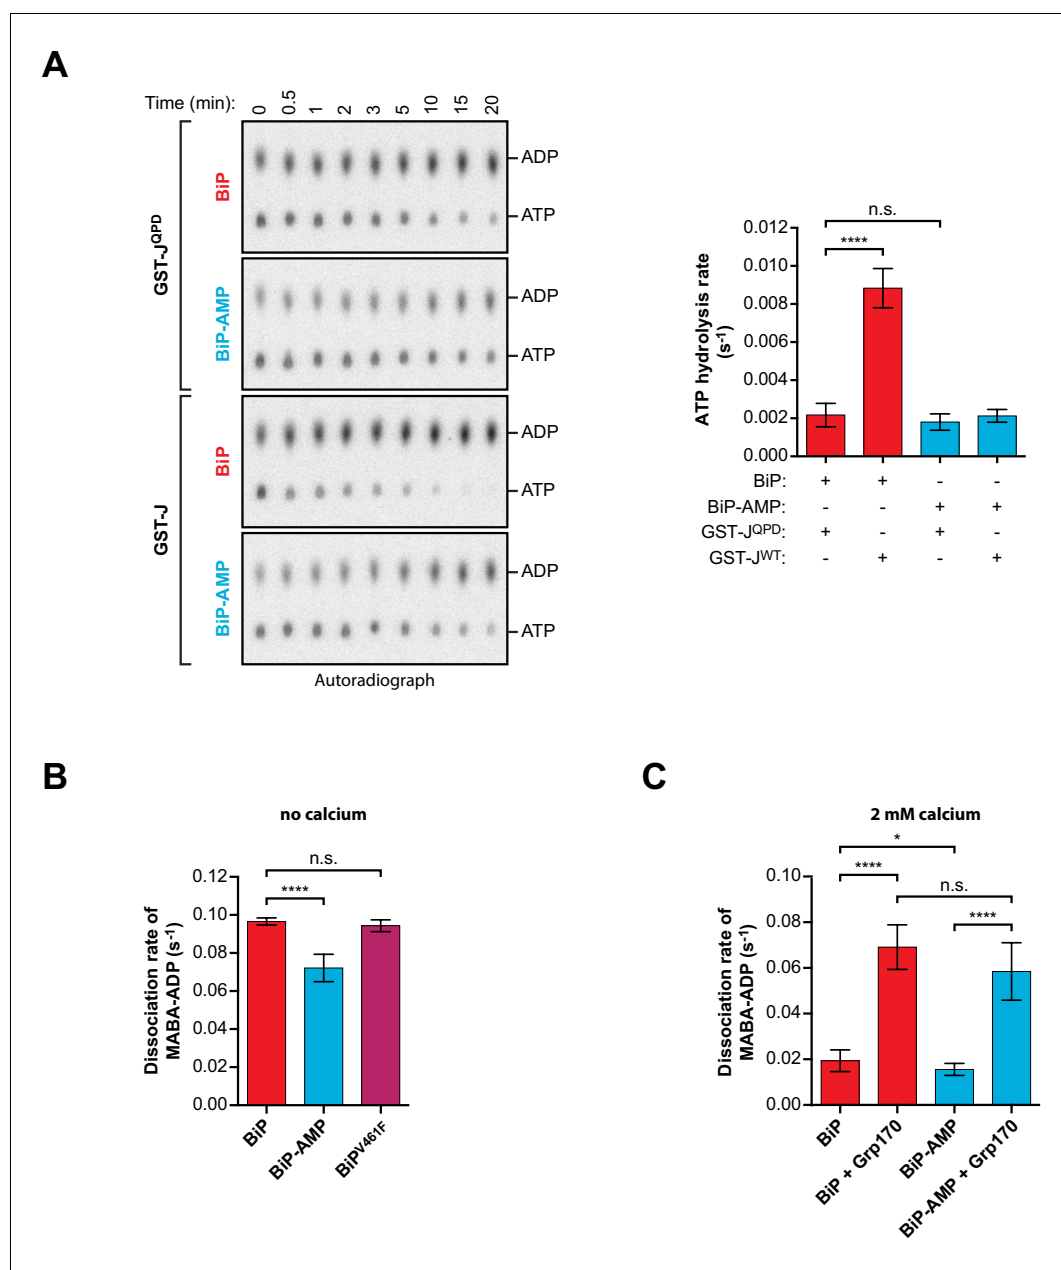 A
Time (min): 0 0.5 1 2 3 5 10 15 20
GST-J^QPD
BiP
ADP
ATP
BiP-AMP
ADP
ATP
GST-J
BiP
ADP
ATP
BiP-AMP
ADP
ATP
Autoradiograph
ATP hydrolysis rate
(s⁻¹)
0.012
0.010
0.008
0.006
0.004
0.002
0.000
n.s.
****
BiP: + + - -
BiP-AMP: - - + +
GST-J^QPD: + - + -
GST-J^WT: - + - +
B
no calcium
Dissociation rate of
MABA-ADP (s⁻¹)
0.12
0.10
0.08
0.06
0.04
0.02
0.00
n.s.
****
BiP
BiP-AMP
BiP^V461F
C
2 mM calcium
Dissociation rate of
MABA-ADP (s⁻¹)
0.10
0.08
0.06
0.04
0.02
0.00
*
****
n.s.
****
BiP
BiP + Grp170
BiP-AMP
BiP-AMP + Grp170